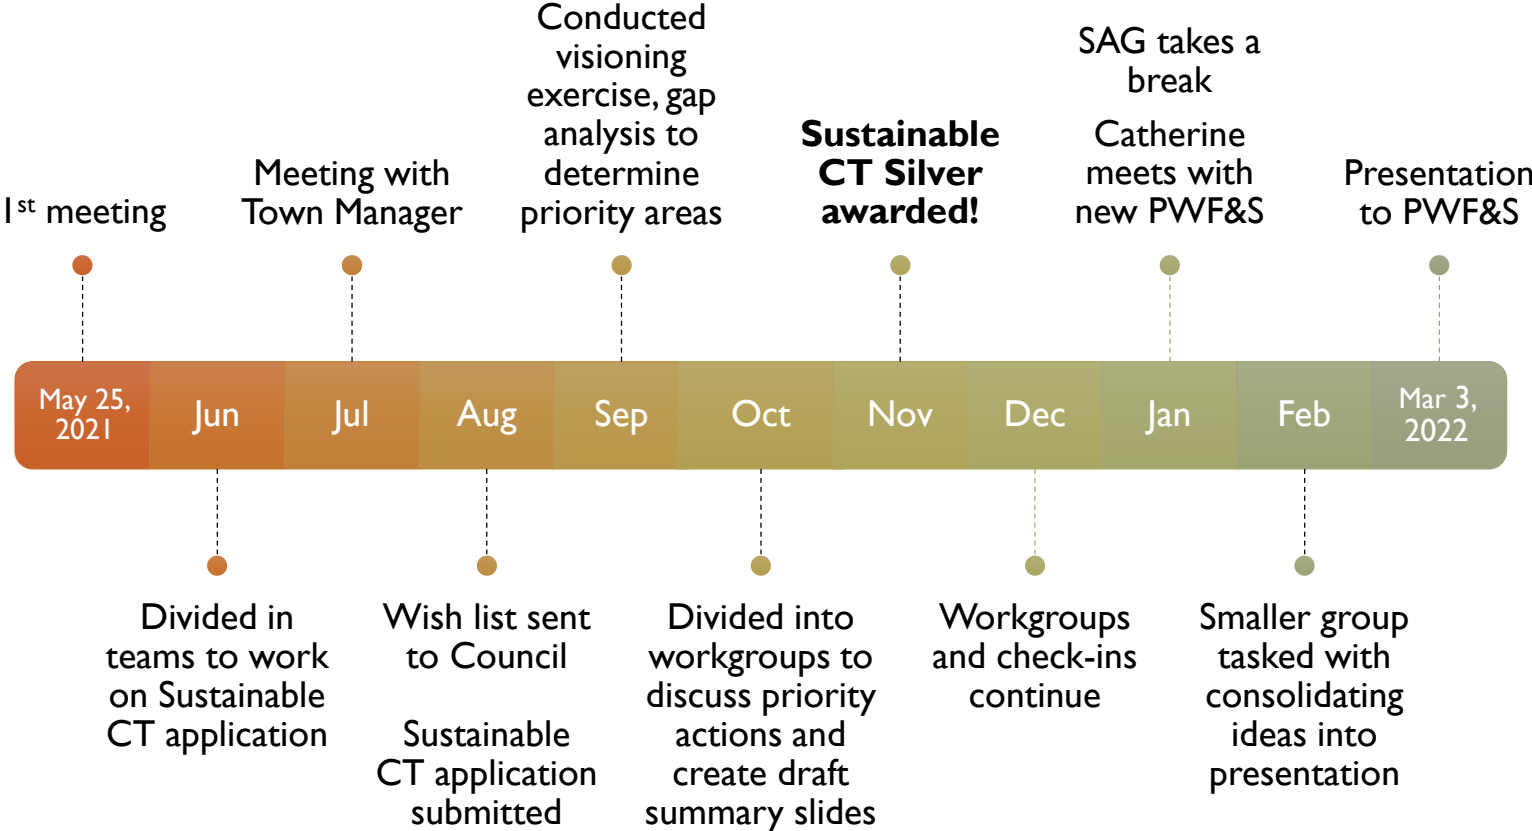 1st meeting
Meeting with
Town Manager
Conducted
visioning
exercise, gap
analysis to
determine
priority areas
Sustainable
CT Silver
awarded!
SAG takes a
break
Catherine
meets with
new PWF&S
Presentation
to PWF&S
May 25,
2021
Jun
Jul
Aug
Sep
Oct
Nov
Dec
Jan
Feb
Mar 3,
2022
Divided in
teams to work
on Sustainable
CT application
Wish list sent
to Council
Sustainable
CT application
submitted
Divided into
workgroups to
discuss priority
actions and
create draft
summary slides
Workgroups
and check-ins
continue
Smaller group
tasked with
consolidating
ideas into
presentation